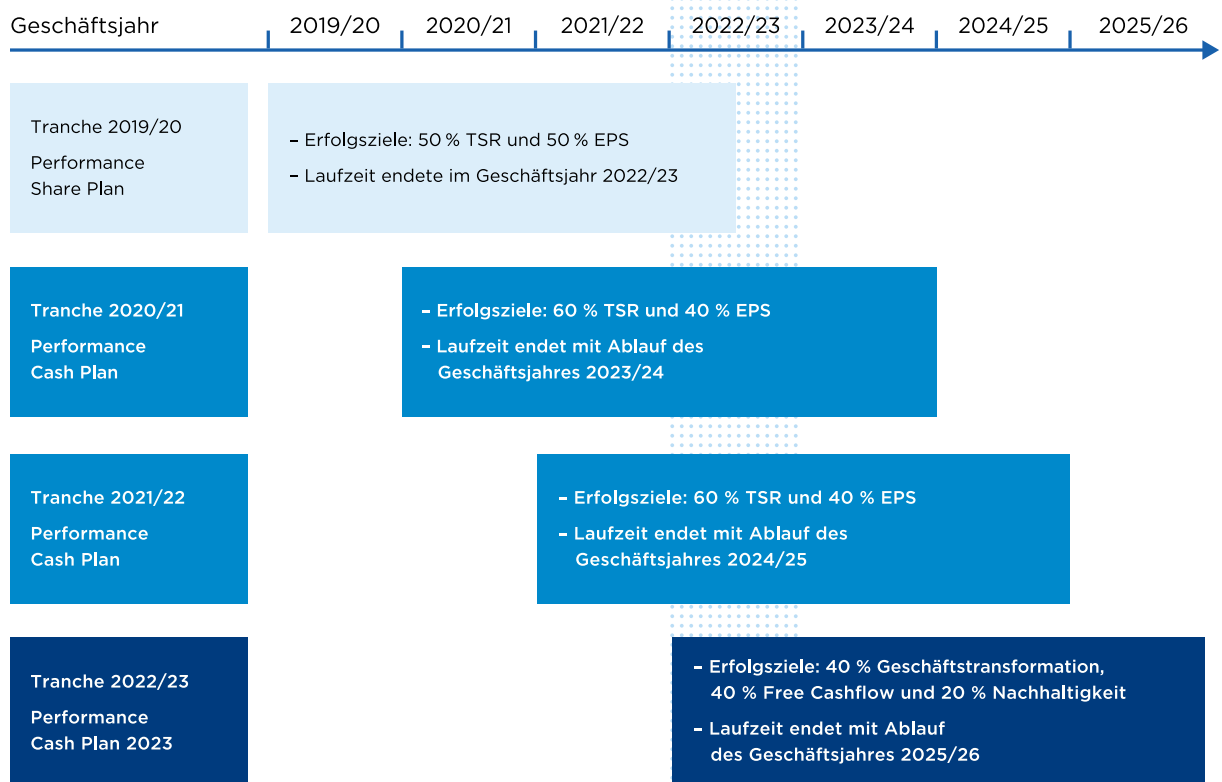 Geschäftsjahr 2019/20 2020/21 2021/22 2022/23 2023/24 2024/25 2025/26
Tranche 2019/20
Performance
Share Plan
– Erfolgsziele: 50 % TSR und 50 % EPS
– Laufzeit endete im Geschäftsjahr 2022/23
Tranche 2020/21
Performance
Cash Plan
– Erfolgsziele: 60 % TSR und 40 % EPS
– Laufzeit endet mit Ablauf des
Geschäftsjahres 2023/24
Tranche 2021/22
Performance
Cash Plan
– Erfolgsziele: 60 % TSR und 40 % EPS
– Laufzeit endet mit Ablauf des
Geschäftsjahres 2024/25
Tranche 2022/23
Performance
Cash Plan 2023
– Erfolgsziele: 40 % Geschäftstransformation,
40 % Free Cashflow und 20 % Nachhaltigkeit
– Laufzeit endet mit Ablauf
des Geschäftsjahres 2025/26